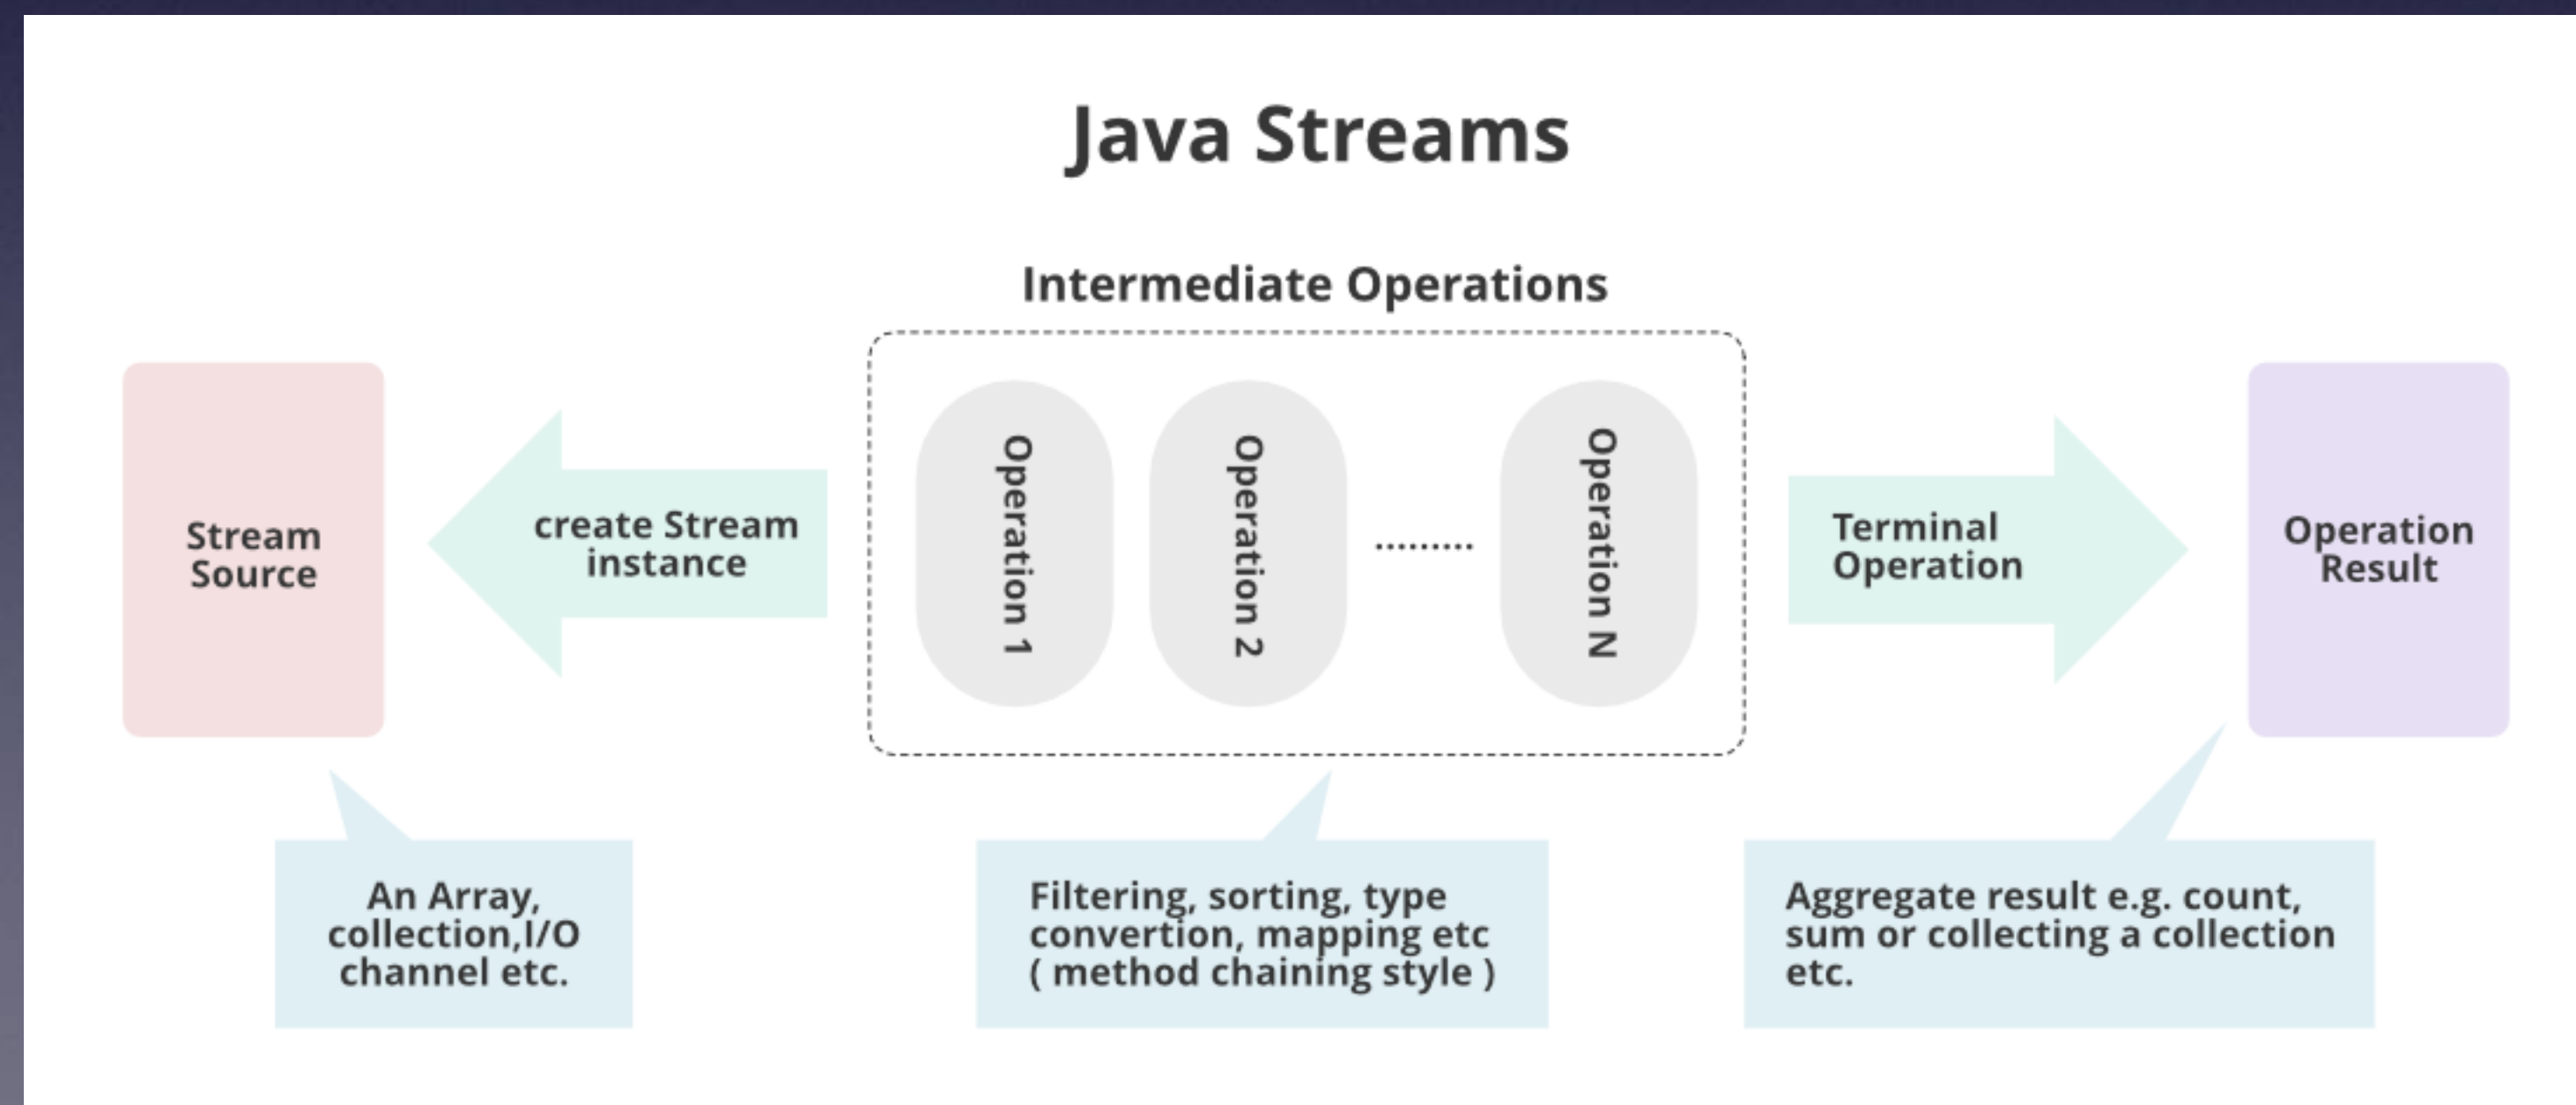 Java Streams
Intermediate Operations
Stream
Source
create Stream
instance
Operation 1
Operation 2
.........
Operation N
Terminal
Operation
Operation
Result
An Array,
collection,I/O
channel etc.
Filtering, sorting, type
convertion, mapping etc
( method chaining style )
Aggregate result e.g. count,
sum or collecting a collection
etc.